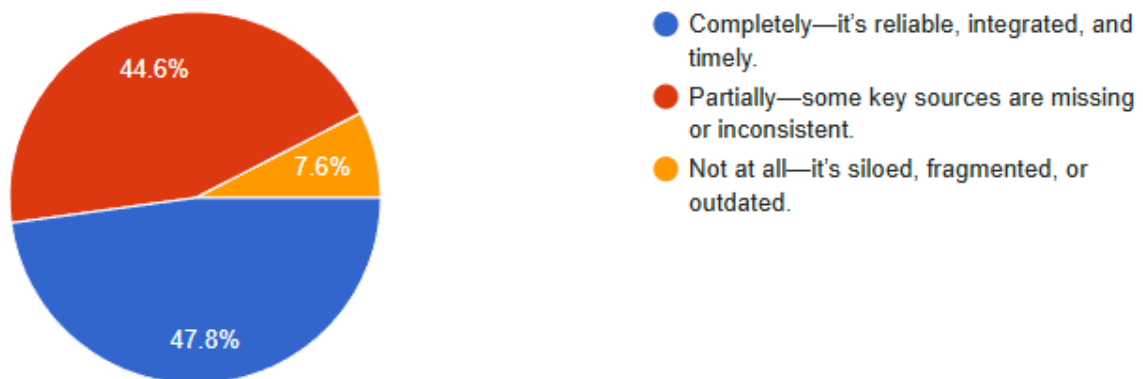 44.6%
7.6%
47.8%
Completely—it's reliable, integrated, and
timely.
Partially—some key sources are missing
or inconsistent.
Not at all—it's siloed, fragmented, or
outdated.